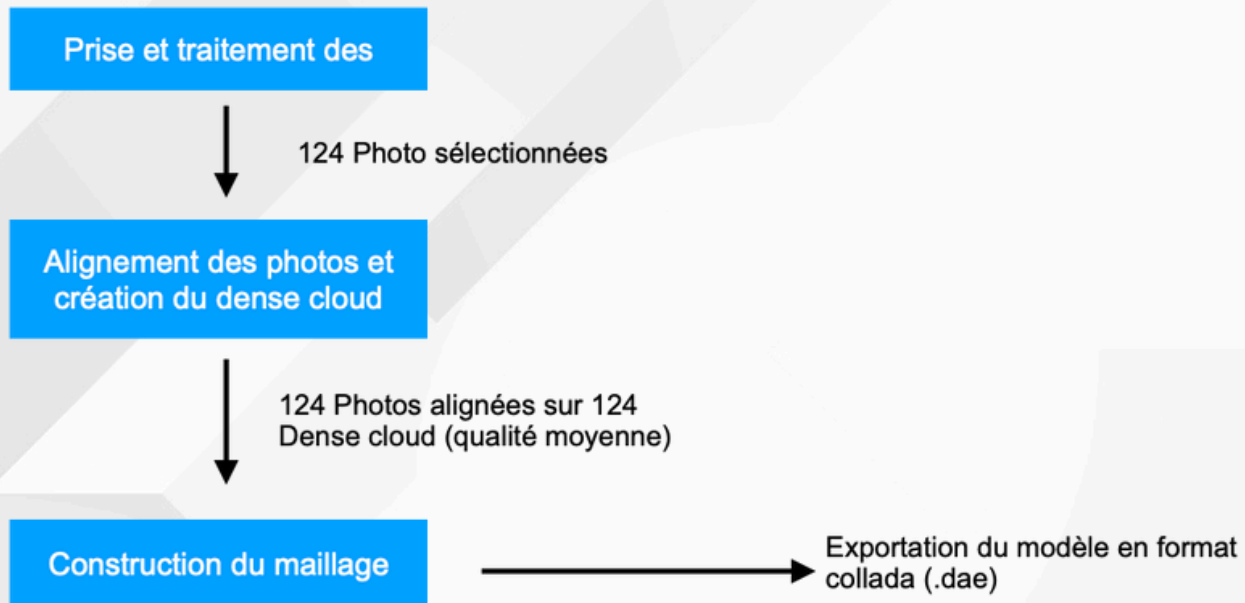 Prise et traitement des
124 Photo sélectionnées
Alignement des photos et
création du dense cloud
124 Photos alignées sur 124
Dense cloud (qualité moyenne)
Construction du maillage
Exportation du modèle en format
collada (.dae)